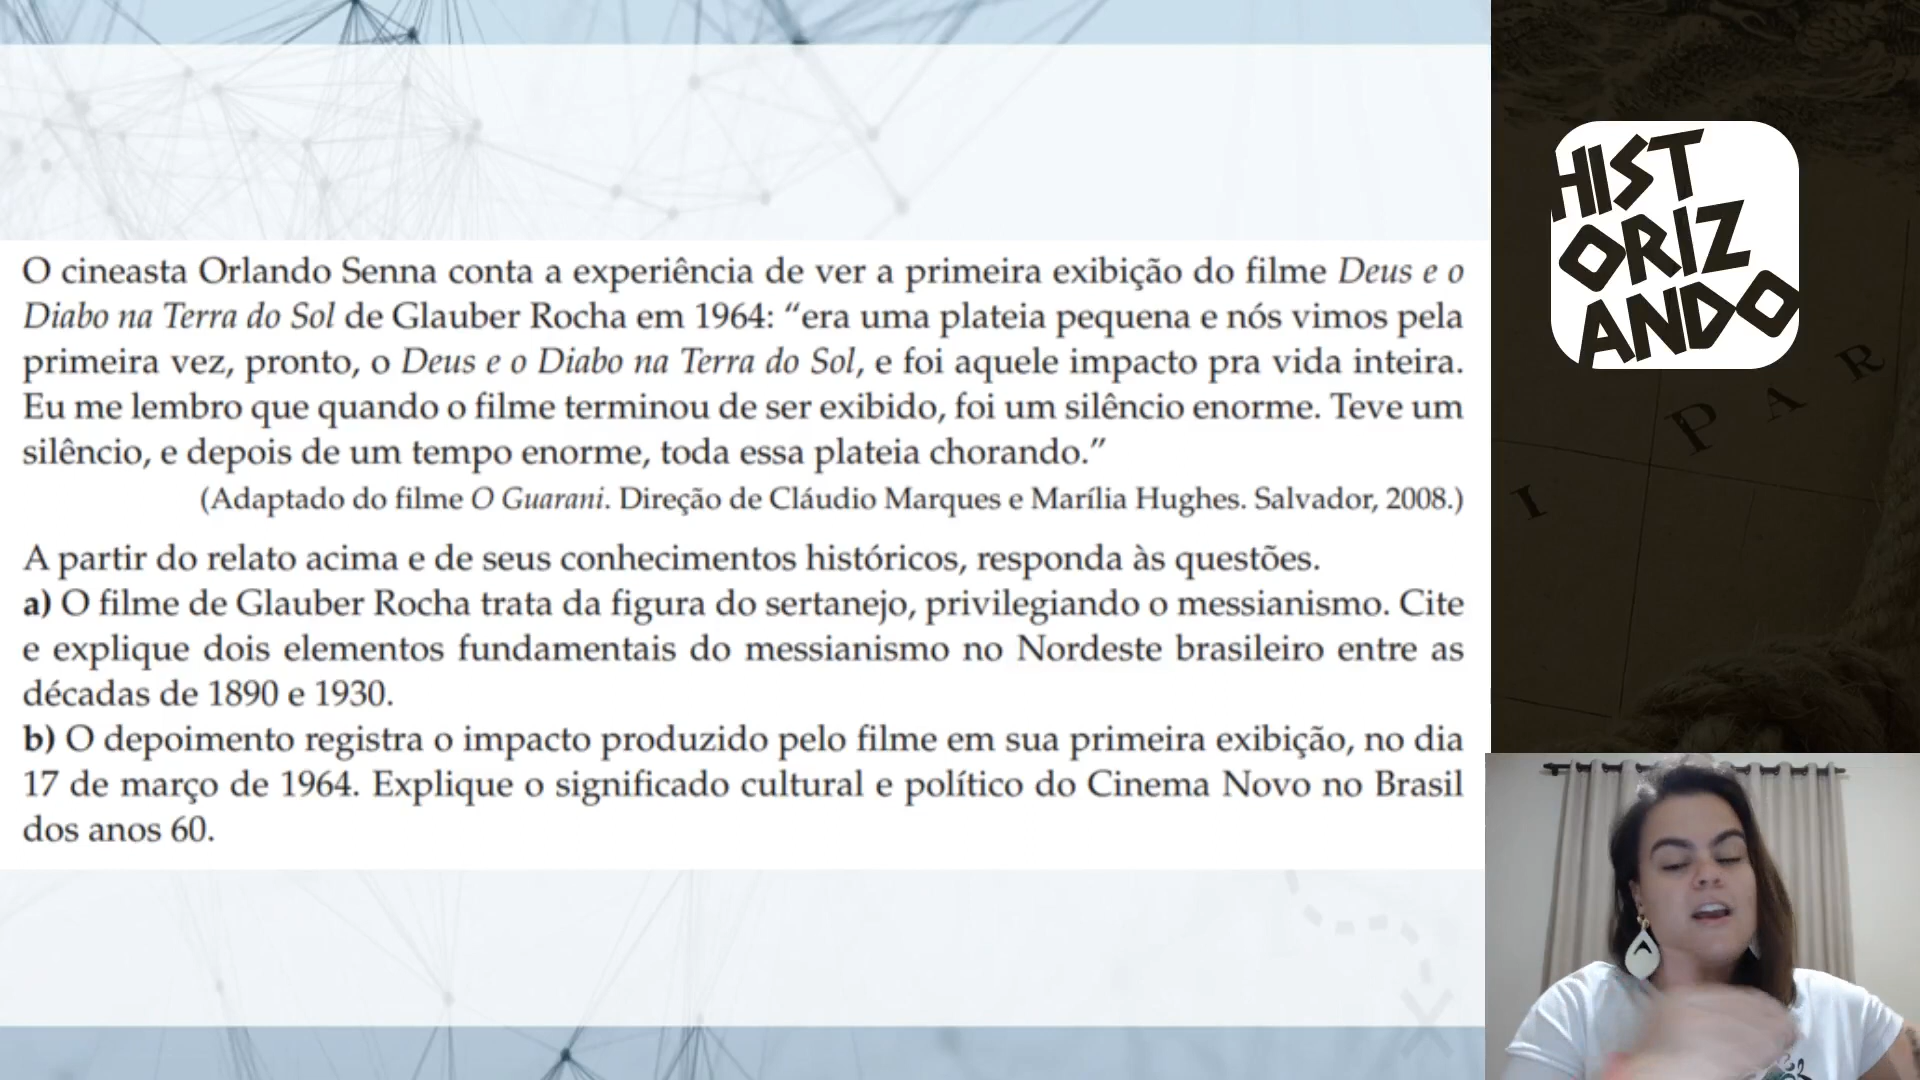 O cineasta Orlando Senna conta a experiência de ver a primeira exibição do filme Deus e o
Diabo na Terra do Sol de Glauber Rocha em 1964: “era uma plateia pequena e nós vimos pela
primeira vez, pronto, o Deus e o Diabo na Terra do Sol, e foi aquele impacto pra vida inteira.
Eu me lembro que quando o filme terminou de ser exibido, foi um silêncio enorme. Teve um
silêncio, e depois de um tempo enorme, toda essa plateia chorando.”
(Adaptado do filme O Guarani. Direção de Cláudio Marques e Marília Hughes. Salvador, 2008.)
A partir do relato acima e de seus conhecimentos históricos, responda às questões.
a) O filme de Glauber Rocha trata da figura do sertanejo, privilegiando o messianismo. Cite
e explique dois elementos fundamentais do messianismo no Nordeste brasileiro entre as
décadas de 1890 e 1930.
b) O depoimento registra o impacto produzido pelo filme em sua primeira exibição, no dia
17 de março de 1964. Explique o significado cultural e político do Cinema Novo no Brasil
dos anos 60.
HIST
ORIZ
ANDO
I P A R